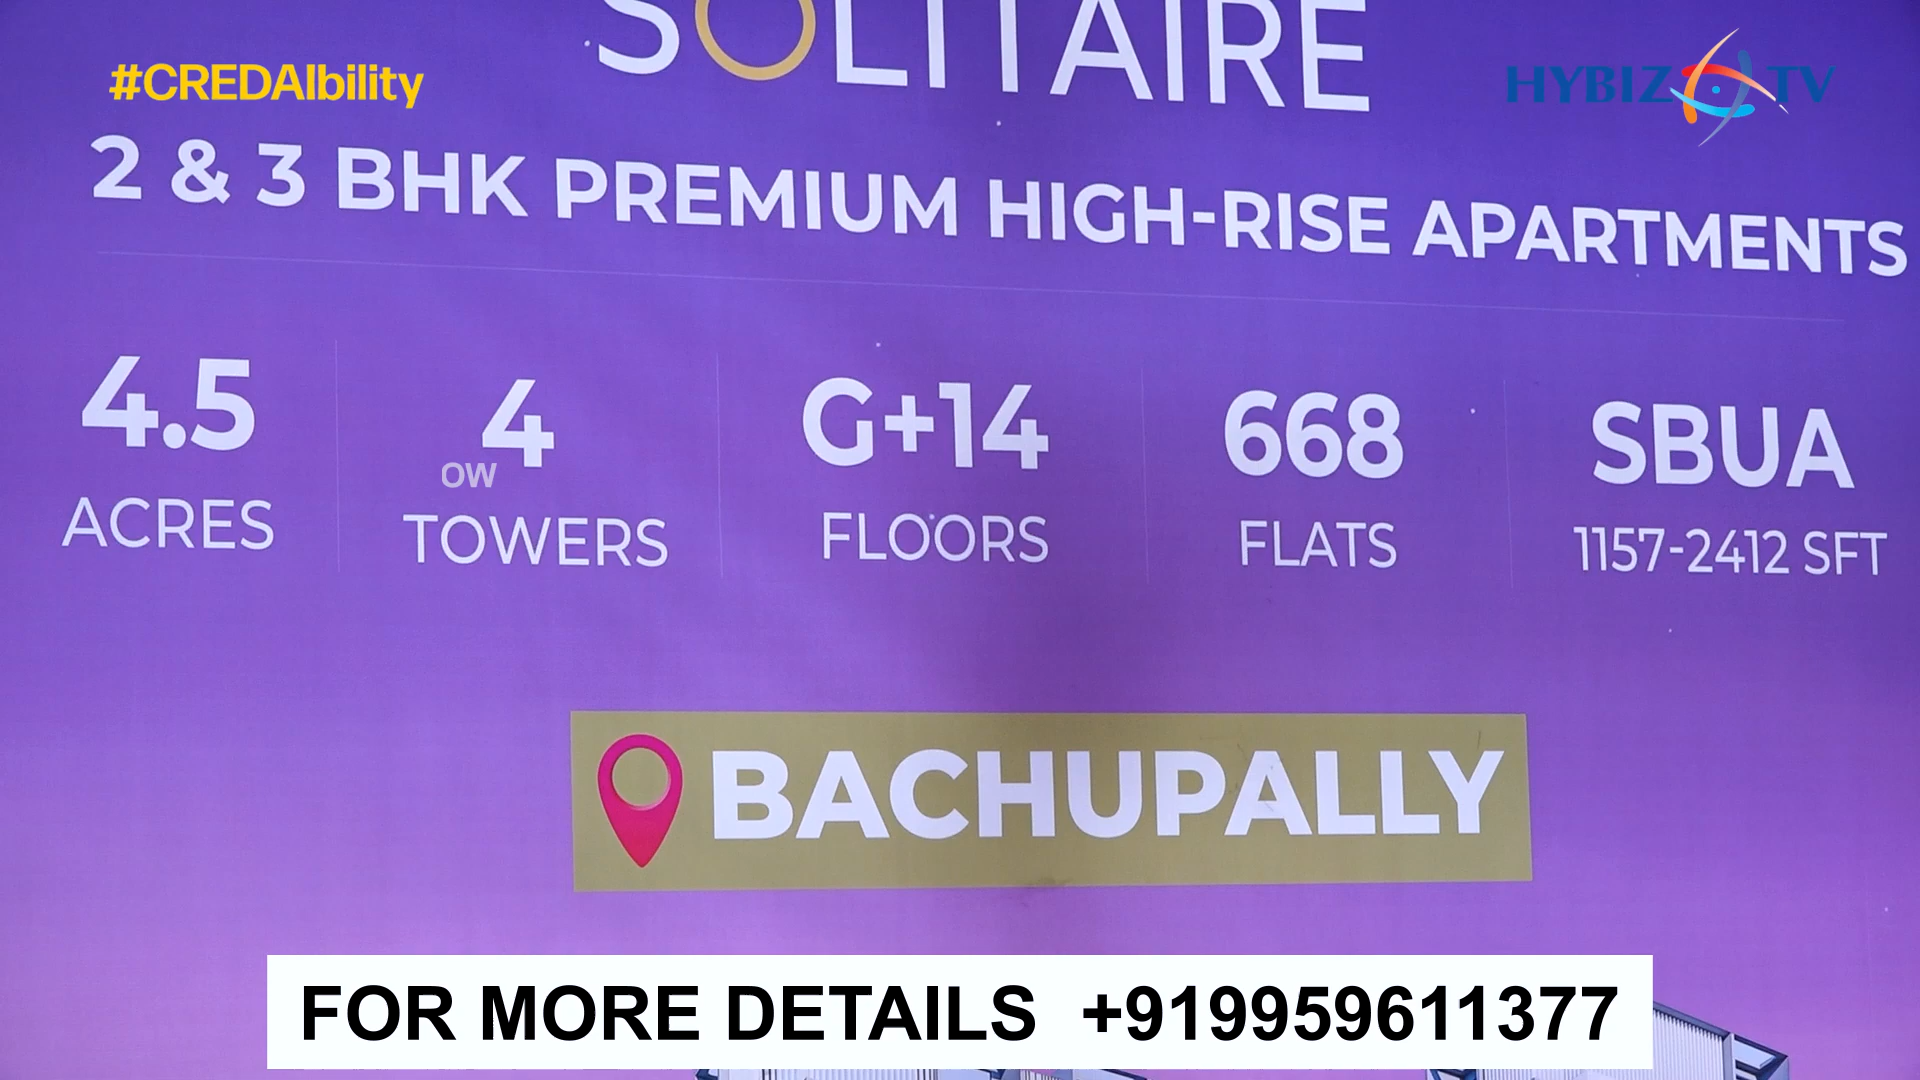 SOLITAIRE
#CREDAIbility
HYBIZ TV
2 & 3 BHK PREMIUM HIGH-RISE APARTMENTS
4.5
ACRES
4
TOWERS
G+14
FLOORS
668
FLATS
SBUA
1157-2412 SFT
OW
BACHUPALLY
FOR MORE DETAILS +919959611377